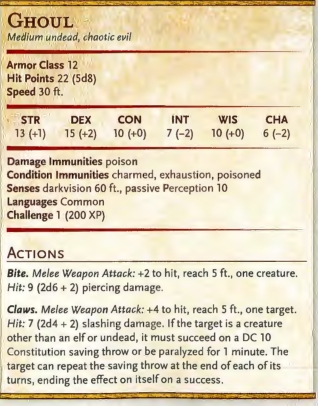 GHOUL
Medium undead, chaotic evil
Armor Class 12
Hit Points 22 (5d8)
Speed 30 ft.
STR DEX CON INT WIS CHA
13 (+1) 15 (+2) 10 (+0) 7 (−2) 10 (+0) 6 (−2)
Damage Immunities poison
Condition Immunities charmed, exhaustion, poisoned
Senses darkvision 60 ft., passive Perception 10
Languages Common
Challenge 1 (200 XP)
ACTIONS
Bite. Melee Weapon Attack: +2 to hit, reach 5 ft., one creature.
Hit: 9 (2d6 + 2) piercing damage.
Claws. Melee Weapon Attack: +4 to hit, reach 5 ft., one target.
Hit: 7 (2d4 + 2) slashing damage. If the target is a creature
other than an elf or undead, it must succeed on a DC 10
Constitution saving throw or be paralyzed for 1 minute. The
target can repeat the saving throw at the end of each of its
turns, ending the effect on itself on a success.